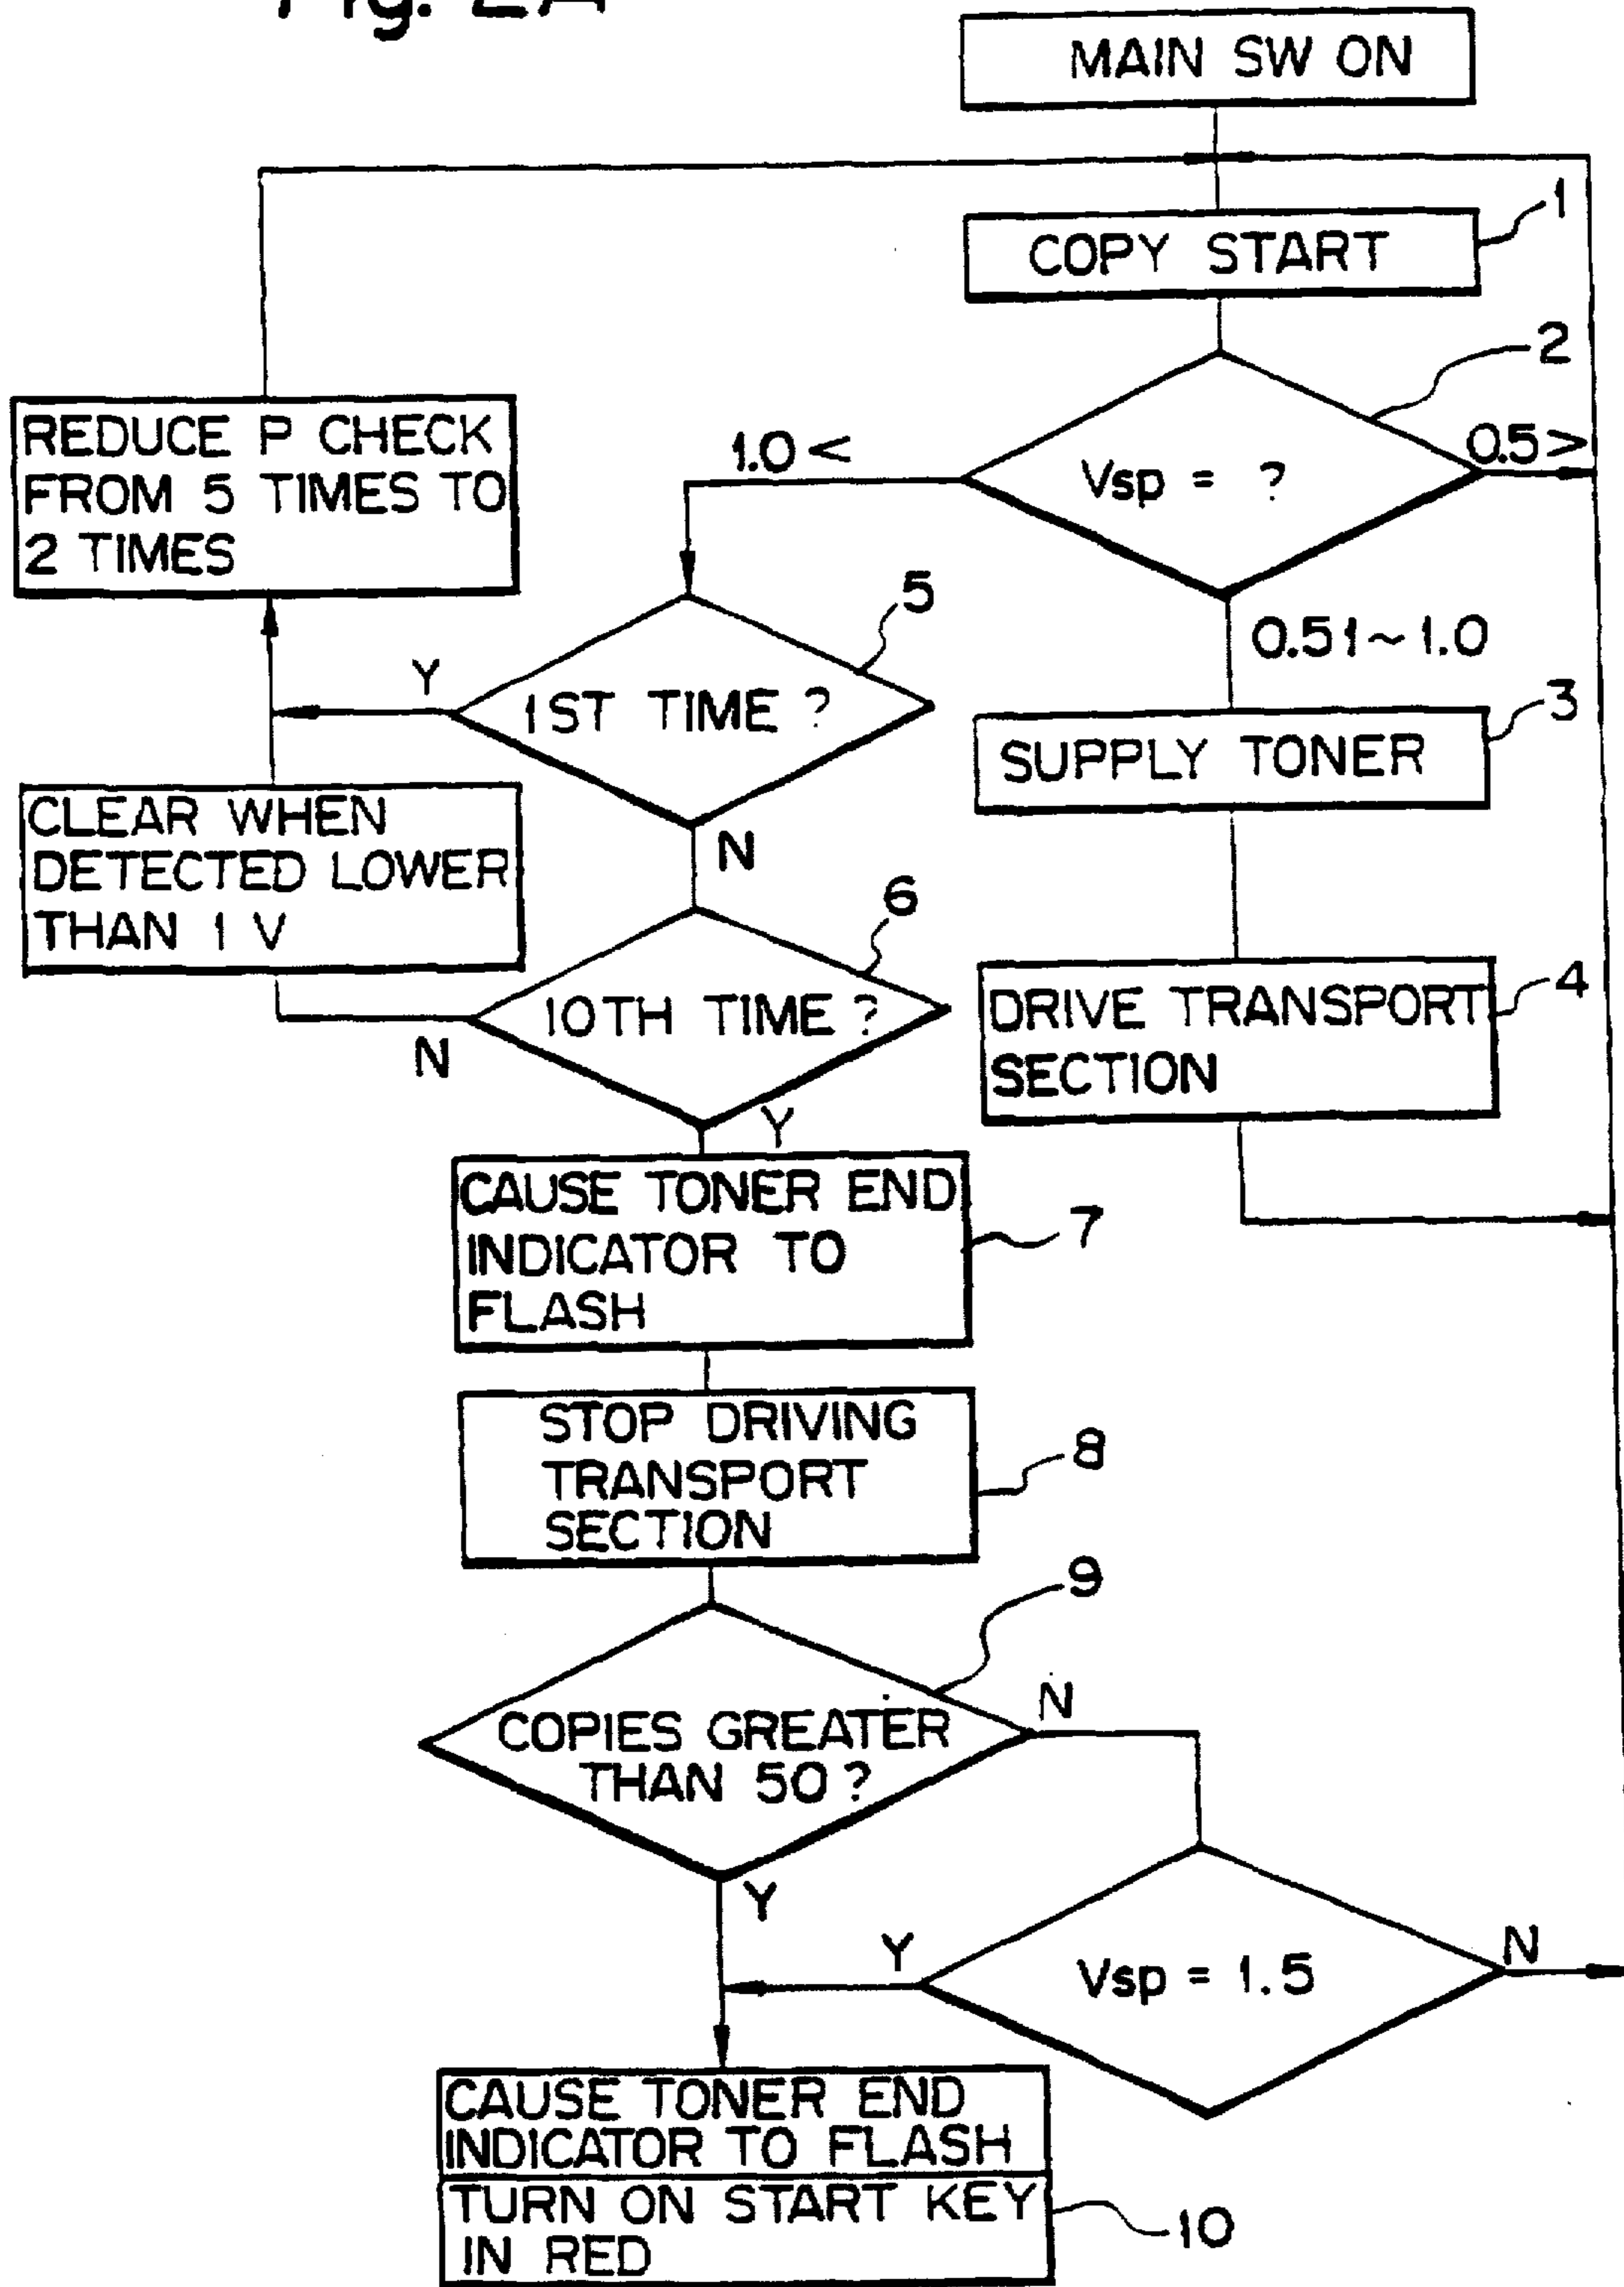 Fig. 2A
MAIN SW ON
COPY START
1
Vsp = ?
2
1.0 <
0.5 >
0.51~1.0
REDUCE P CHECK
FROM 5 TIMES TO
2 TIMES
1ST TIME ?
5
Y
N
SUPPLY TONER
3
CLEAR WHEN
DETECTED LOWER
THAN 1 V
10TH TIME ?
6
N
Y
DRIVE TRANSPORT
SECTION
4
CAUSE TONER END
INDICATOR TO
FLASH
7
STOP DRIVING
TRANSPORT
SECTION
8
COPIES GREATER
THAN 50 ?
9
N
Y
Vsp = 1.5
Y
N
CAUSE TONER END
INDICATOR TO FLASH
TURN ON START KEY
IN RED
10